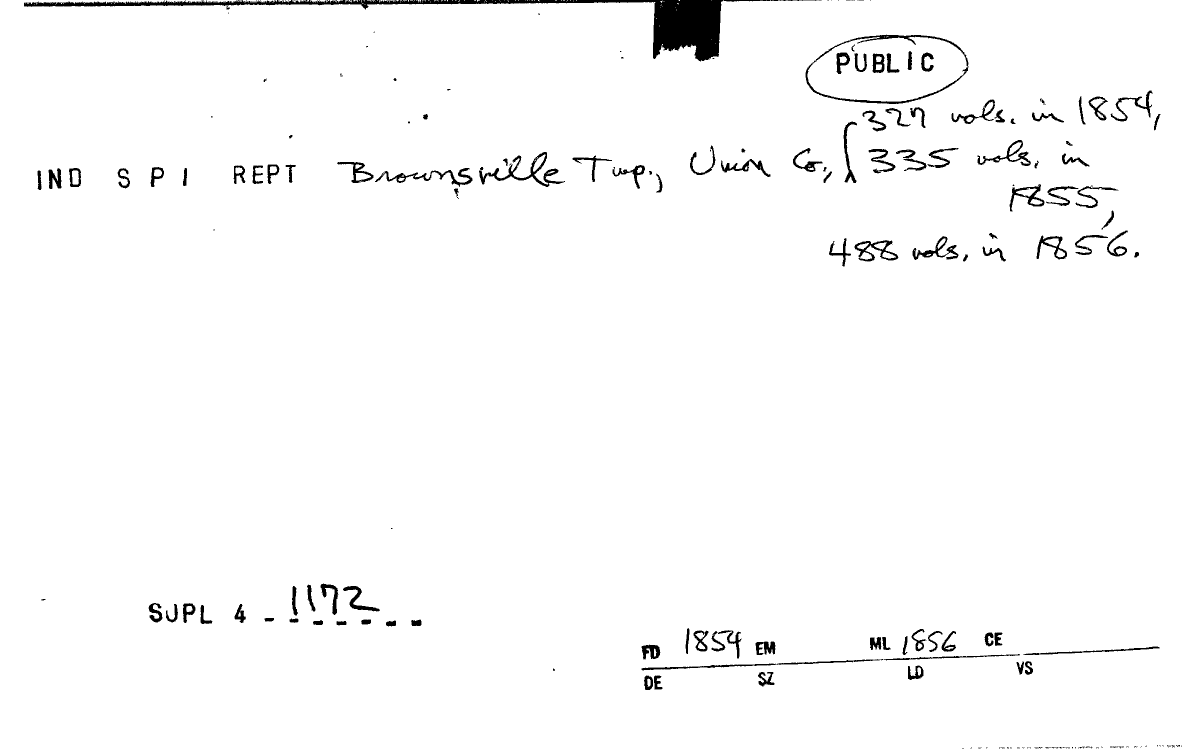 PUBLIC
327 vols. in 1854,
IND S P I REPT Brownsville Twp., Union Co., 335 vols. in
1855,
488 vols. in 1856.
SUPL 4 - 1172
FD 1854 EM ML 1856 CE
DE SZ LD VS